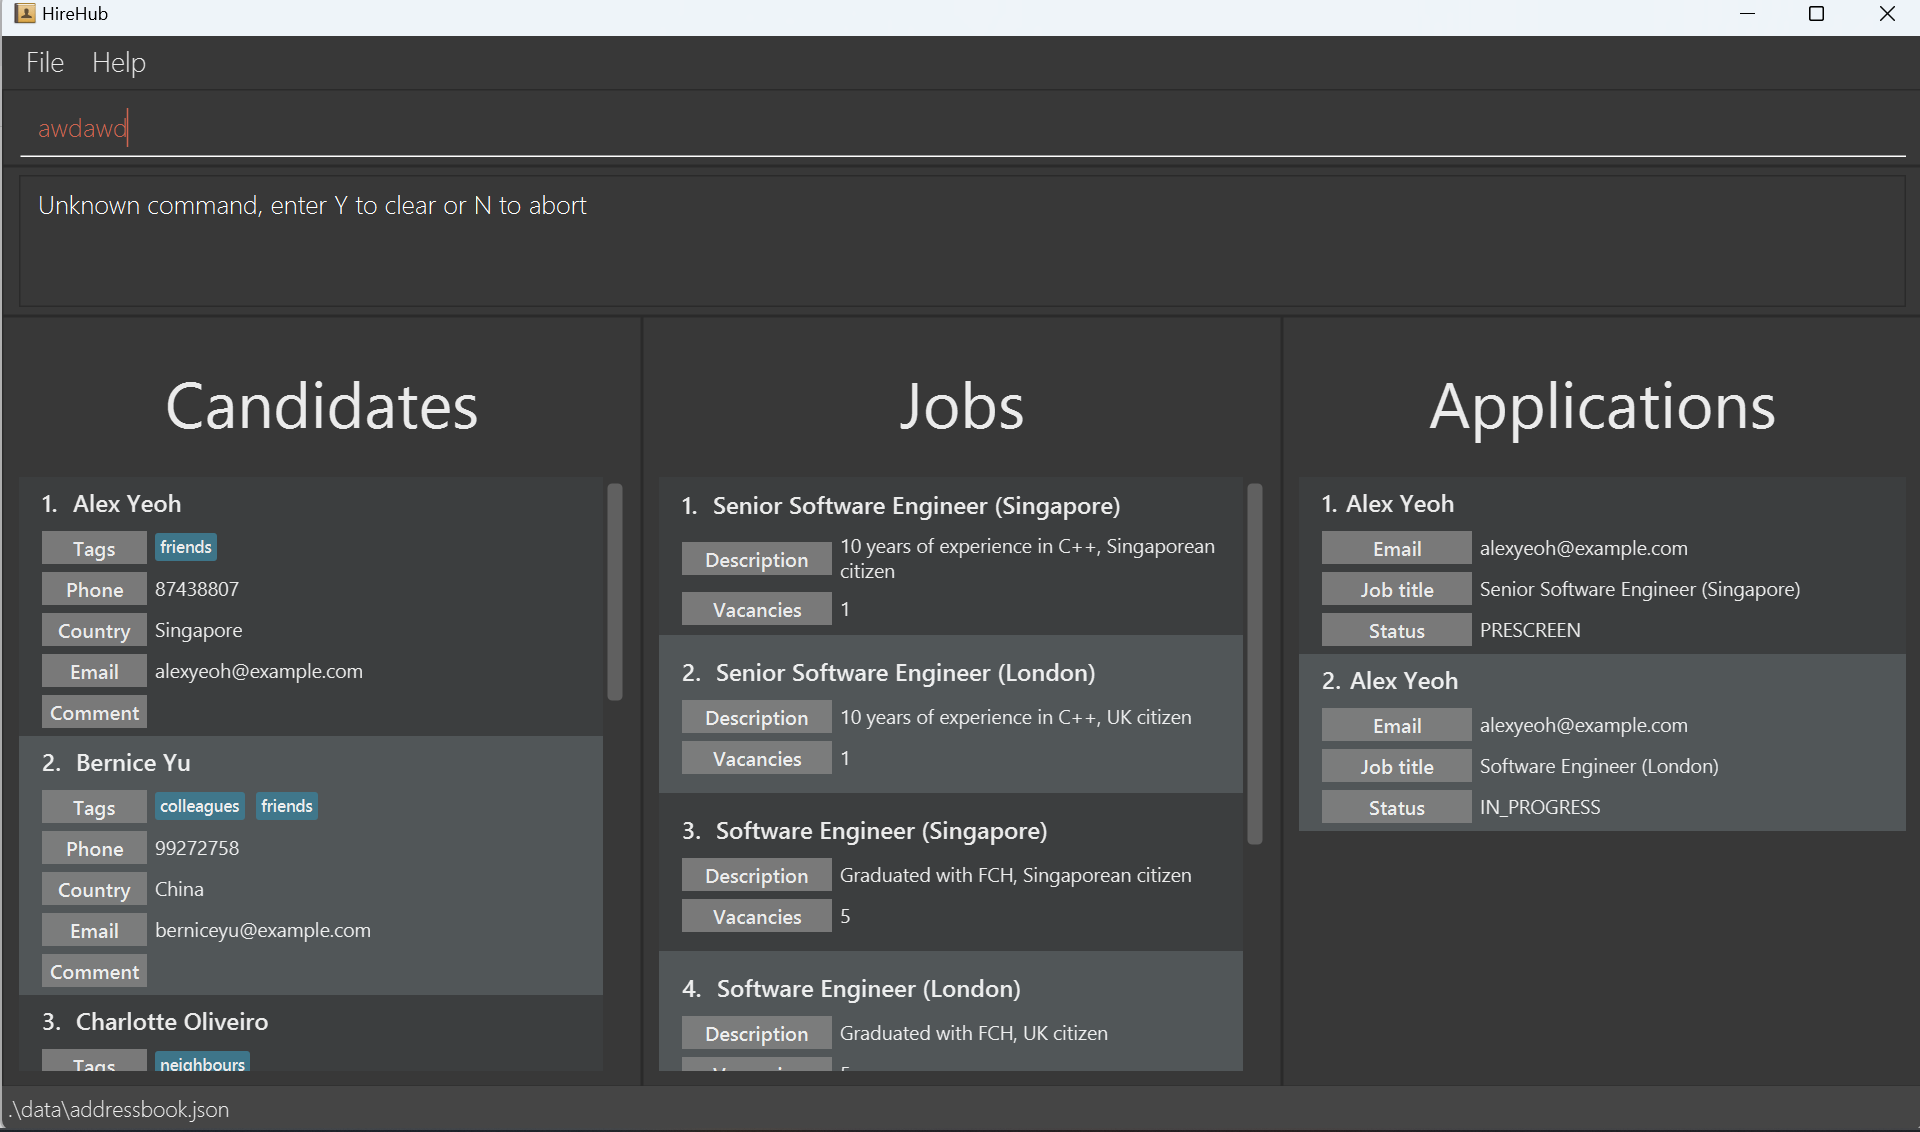 HireHub
File Help
awdawd
Unknown command, enter Y to clear or N to abort
Candidates
1. Alex Yeoh
Tags friends
Phone 87438807
Country Singapore
Email alexyeoh@example.com
Comment
2. Bernice Yu
Tags colleagues friends
Phone 99272758
Country China
Email berniceyu@example.com
Comment
3. Charlotte Oliveiro
Tags neighbours
Jobs
1. Senior Software Engineer (Singapore)
Description 10 years of experience in C++, Singaporean
citizen
Vacancies 1
2. Senior Software Engineer (London)
Description 10 years of experience in C++, UK citizen
Vacancies 1
3. Software Engineer (Singapore)
Description Graduated with FCH, Singaporean citizen
Vacancies 5
4. Software Engineer (London)
Description Graduated with FCH, UK citizen
Applications
1. Alex Yeoh
Email alexyeoh@example.com
Job title Senior Software Engineer (Singapore)
Status PRESCREEN
2. Alex Yeoh
Email alexyeoh@example.com
Job title Software Engineer (London)
Status IN_PROGRESS
.\data\addressbook.json